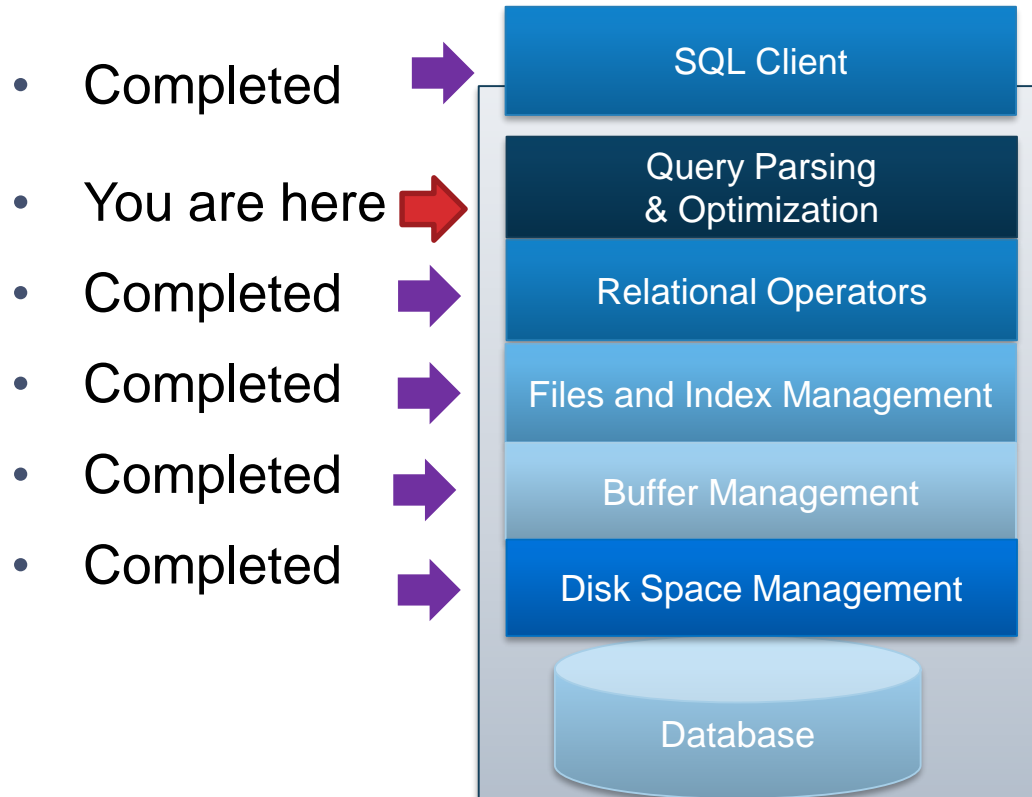 • Completed
SQL Client
• You are here
Query Parsing
& Optimization
• Completed
Relational Operators
• Completed
Files and Index Management
• Completed
Buffer Management
• Completed
Disk Space Management
Database